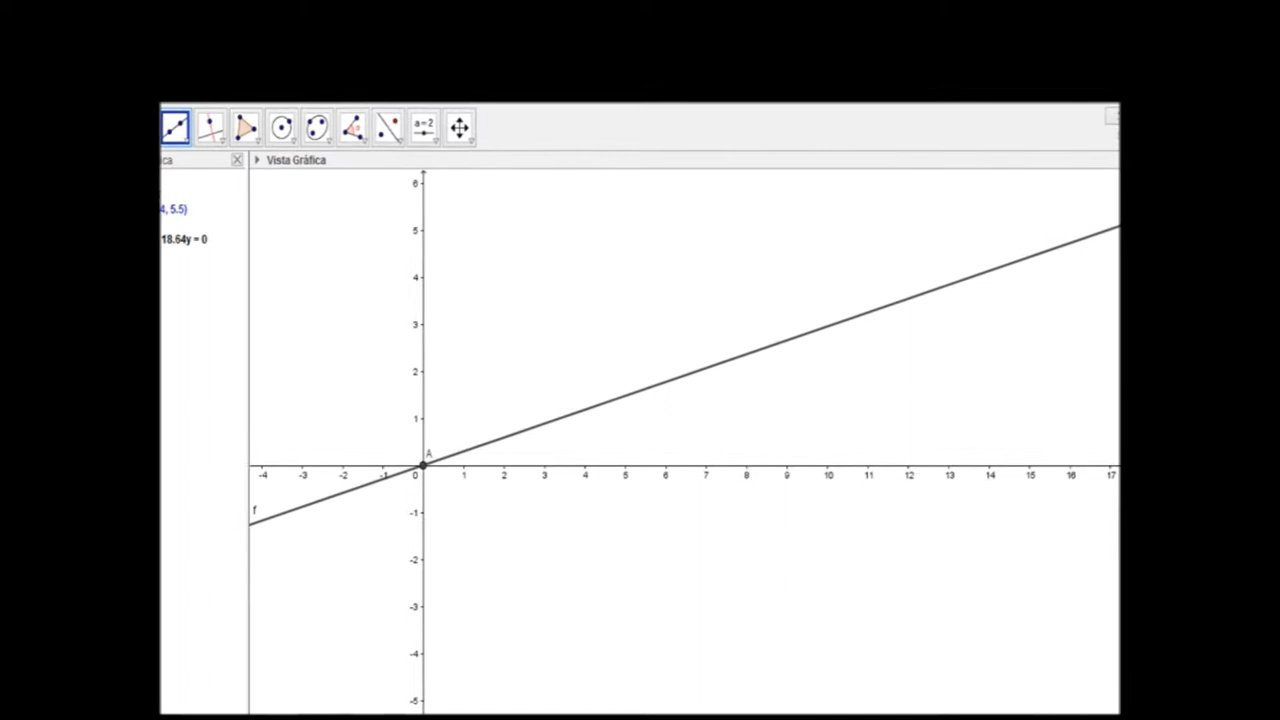 a = 2
ca
Vista Gráfica
4, 5.5)
18.64y = 0
6
5
4
3
2
1
A
-4 -3 -2 -1 0 1 2 3 4 5 6 7 8 9 10 11 12 13 14 15 16 17
f
-1
-2
-3
-4
-5